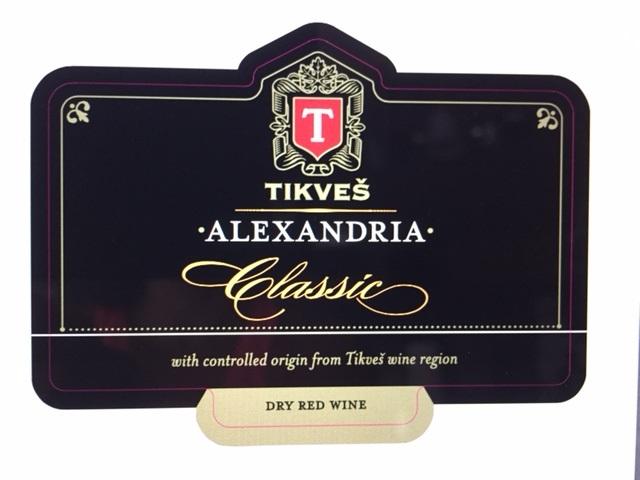 T
TIKVEŠ
·ALEXANDRIA·
Classic
with controlled origin from Tikveš wine region
DRY RED WINE